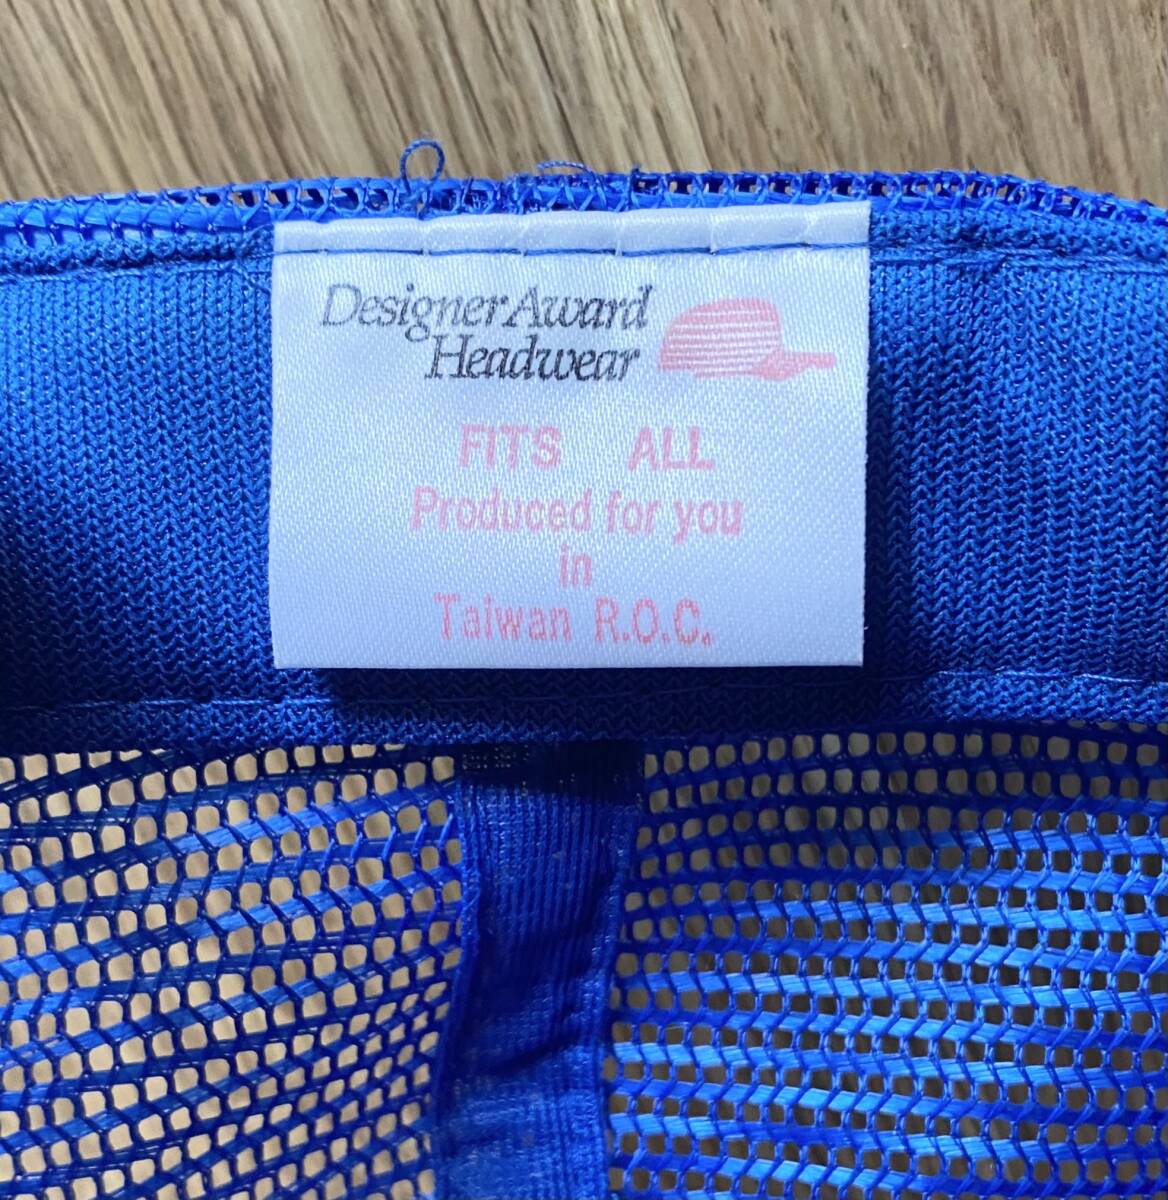 Designer Award
Headwear
FITS ALL
Produced for you
in
Taiwan R.O.C.